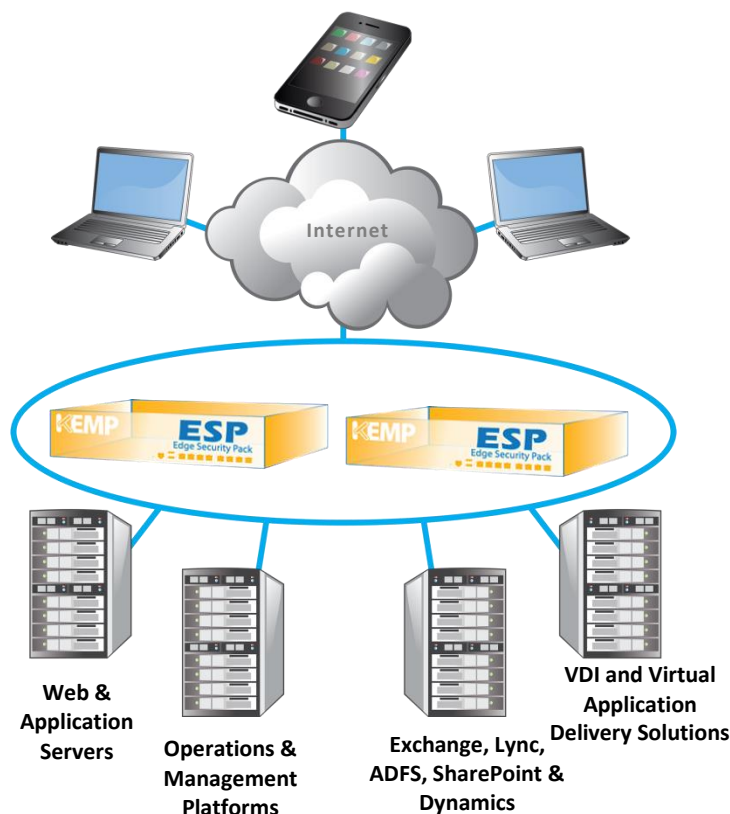 Internet
KEMP
ESP
Edge Security Pack
KEMP
ESP
Edge Security Pack
Web &
Application
Servers
Operations &
Management
Platforms
Exchange, Lync,
ADFS, SharePoint &
Dynamics
VDI and Virtual
Application
Delivery Solutions